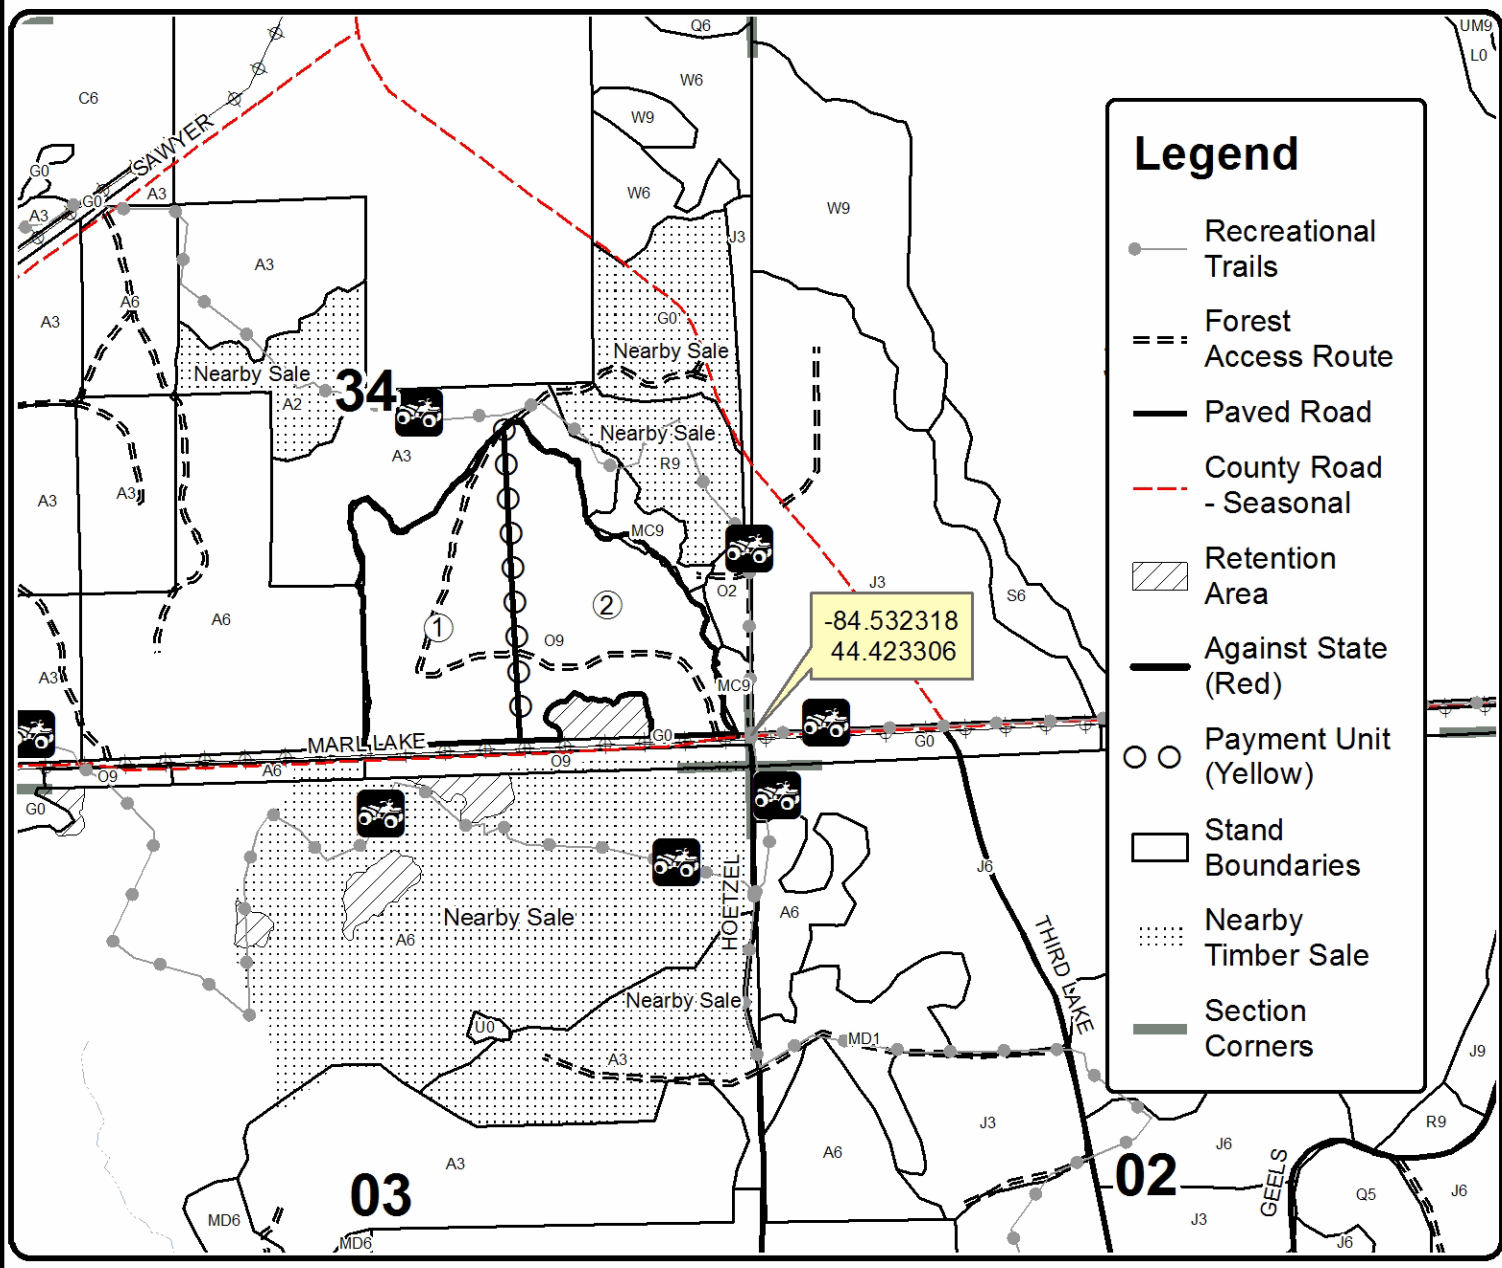 Q6
UM9
L0
C6
W6
W9
SAWYER
G0
A3
W6
G0
A3
W9
J3
A3
A6
A3
G0
Nearby Sale
Nearby Sale
34
A2
Nearby Sale
A3
R9
A3
A3
MC9
J3
O2
S6
A6
1
2
-84.532318
44.423306
O9
A3
MC9
MARL LAKE
G0
G0
O9
A6
O9
G0
J6
HOETZEL
Nearby Sale
A6
A6
THIRD LAKE
Nearby Sale
U0
MD1
A3
J9
J3
R9
A6
J6
A3
03
02
GEELS
Q5
J6
MD6
J3
MD6
J6
Legend
Recreational
Trails
Forest
Access Route
Paved Road
County Road
- Seasonal
Retention
Area
Against State
(Red)
Payment Unit
(Yellow)
Stand
Boundaries
Nearby
Timber Sale
Section
Corners